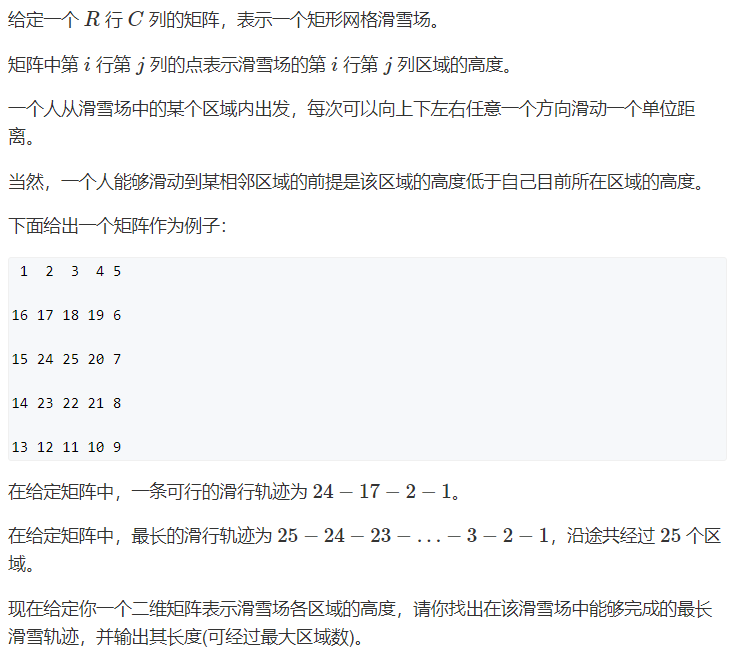 给定一个 R 行 C 列的矩阵，表示一个矩形网格滑雪场。
矩阵中第 i 行第 j 列的点表示滑雪场的第 i 行第 j 列区域的高度。
一个人从滑雪场中的某个区域内出发，每次可以向上下左右任意一个方向滑动一个单位距
离。
当然，一个人能够滑动到某相邻区域的前提是该区域的高度低于自己目前所在区域的高度。
下面给出一个矩阵作为例子：
1 2 3 4 5
16 17 18 19 6
15 24 25 20 7
14 23 22 21 8
13 12 11 10 9
在给定矩阵中，一条可行的滑行轨迹为 24 − 17 − 2 − 1。
在给定矩阵中，最长的滑行轨迹为 25 − 24 − 23 − … − 3 − 2 − 1，沿途共经过 25 个区
域。
现在给定你一个二维矩阵表示滑雪场各区域的高度，请你找出在该滑雪场中能够完成的最长
滑雪轨迹，并输出其长度(可经过最大区域数)。